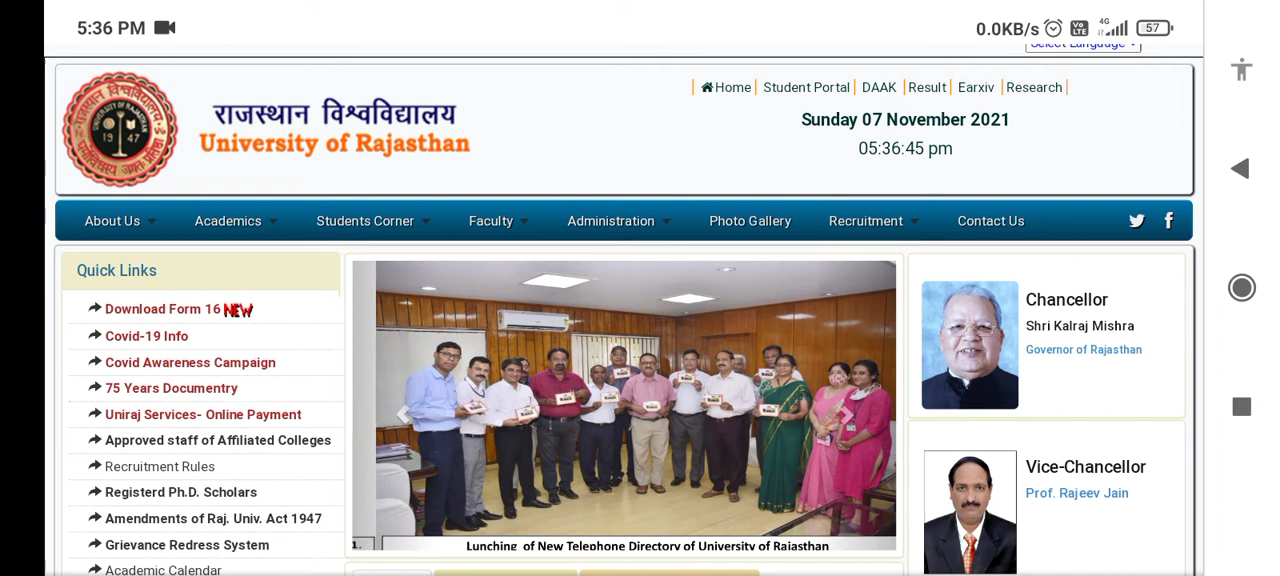 5:36 PM
0.0KB/s
Vo LTE
4G
57
Select Language
राजस्थान विश्वविद्यालय
University of Rajasthan
Home Student Portal DAAK Result Earxiv Research
Sunday 07 November 2021
05:36:45 pm
About Us Academics Students Corner Faculty Administration Photo Gallery Recruitment Contact Us
Quick Links
Download Form 16 NEW
Covid-19 Info
Covid Awareness Campaign
75 Years Documentry
Uniraj Services- Online Payment
Approved staff of Affiliated Colleges
Recruitment Rules
Registerd Ph.D. Scholars
Amendments of Raj. Univ. Act 1947
Grievance Redress System
Academic Calendar
1.
Lunching of New Telephone Directory of University of Rajasthan
Chancellor
Shri Kalraj Mishra
Governor of Rajasthan
Vice-Chancellor
Prof. Rajeev Jain